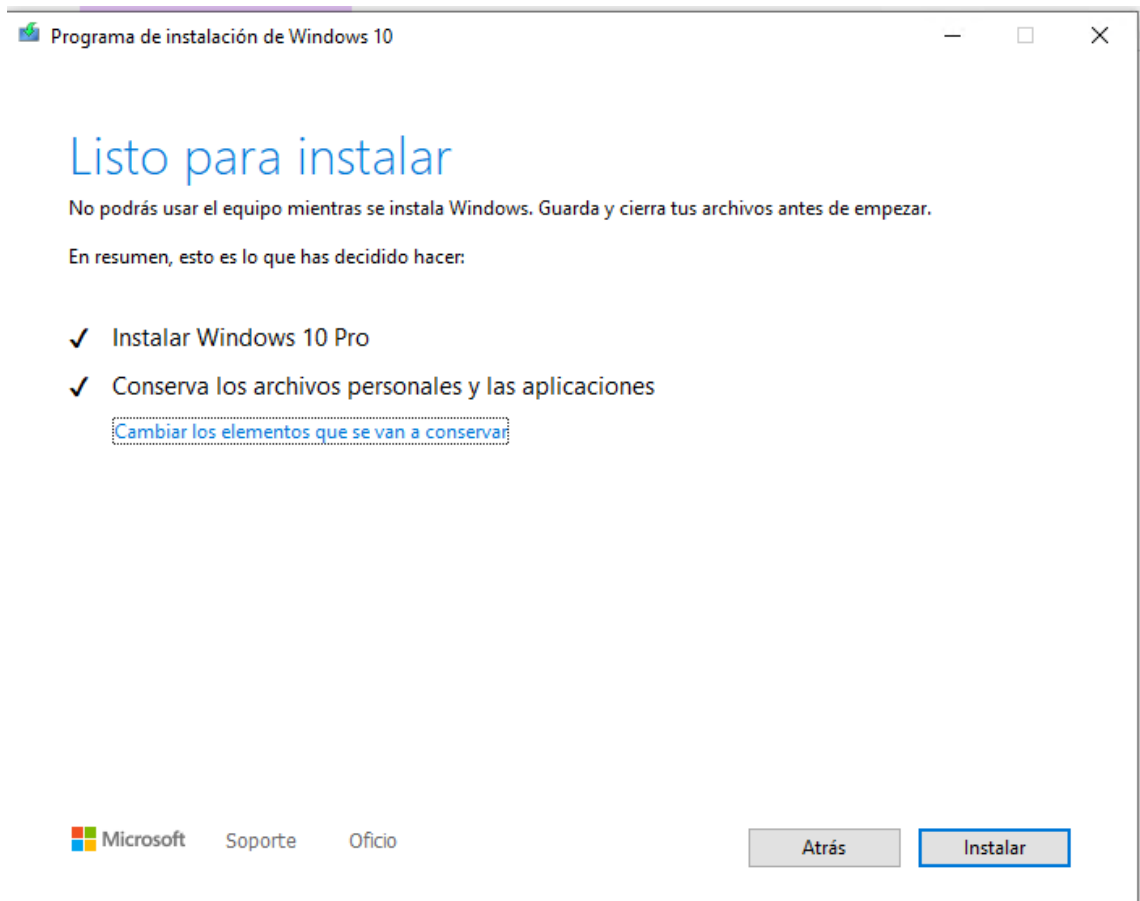 Programa de instalación de Windows 10
Listo para instalar
No podrás usar el equipo mientras se instala Windows. Guarda y cierra tus archivos antes de empezar.
En resumen, esto es lo que has decidido hacer:
Instalar Windows 10 Pro
Conserva los archivos personales y las aplicaciones
Cambiar los elementos que se van a conservar
Microsoft Soporte Oficio Atrás Instalar